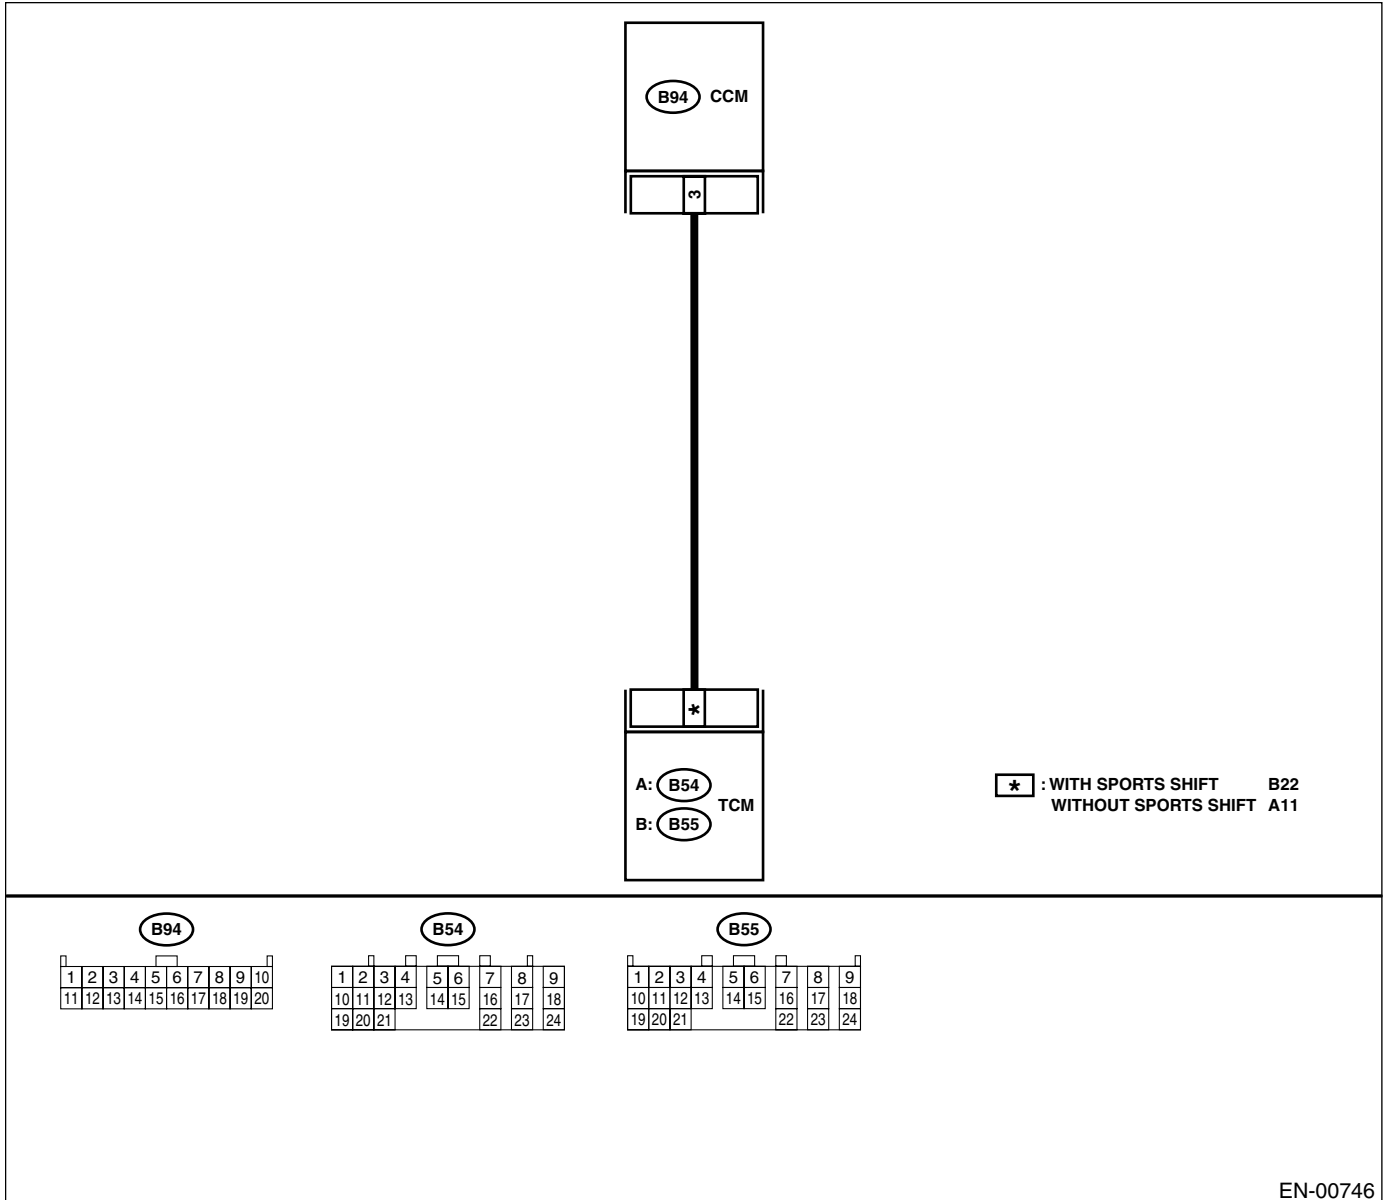 B94 CCM
3
*
A: B54
TCM
B: B55
* : WITH SPORTS SHIFT B22
WITHOUT SPORTS SHIFT A11
B94
1 2 3 4 5 6 7 8 9 10
11 12 13 14 15 16 17 18 19 20
B54
1 2 3 4 5 6 7 8 9
10 11 12 13 14 15 16 17 18
19 20 21 22 23 24
B55
1 2 3 4 5 6 7 8 9
10 11 12 13 14 15 16 17 18
19 20 21 22 23 24
EN-00746